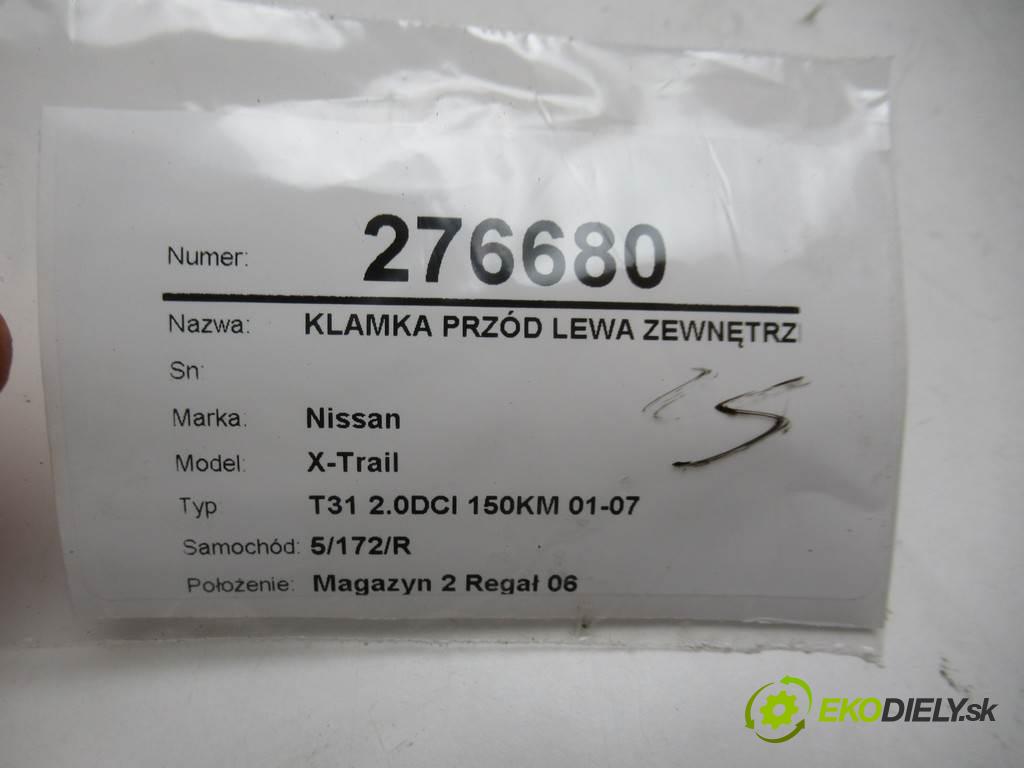 Numer: 276680
Nazwa: KLAMKA PRZÓD LEWA ZEWNĘTRZ
Sn:
Marka: Nissan
Model: X-Trail
Typ T31 2.0DCI 150KM 01-07
Samochód: 5/172/R
Położenie: Magazyn 2 Regał 06
EKODIELY.sk